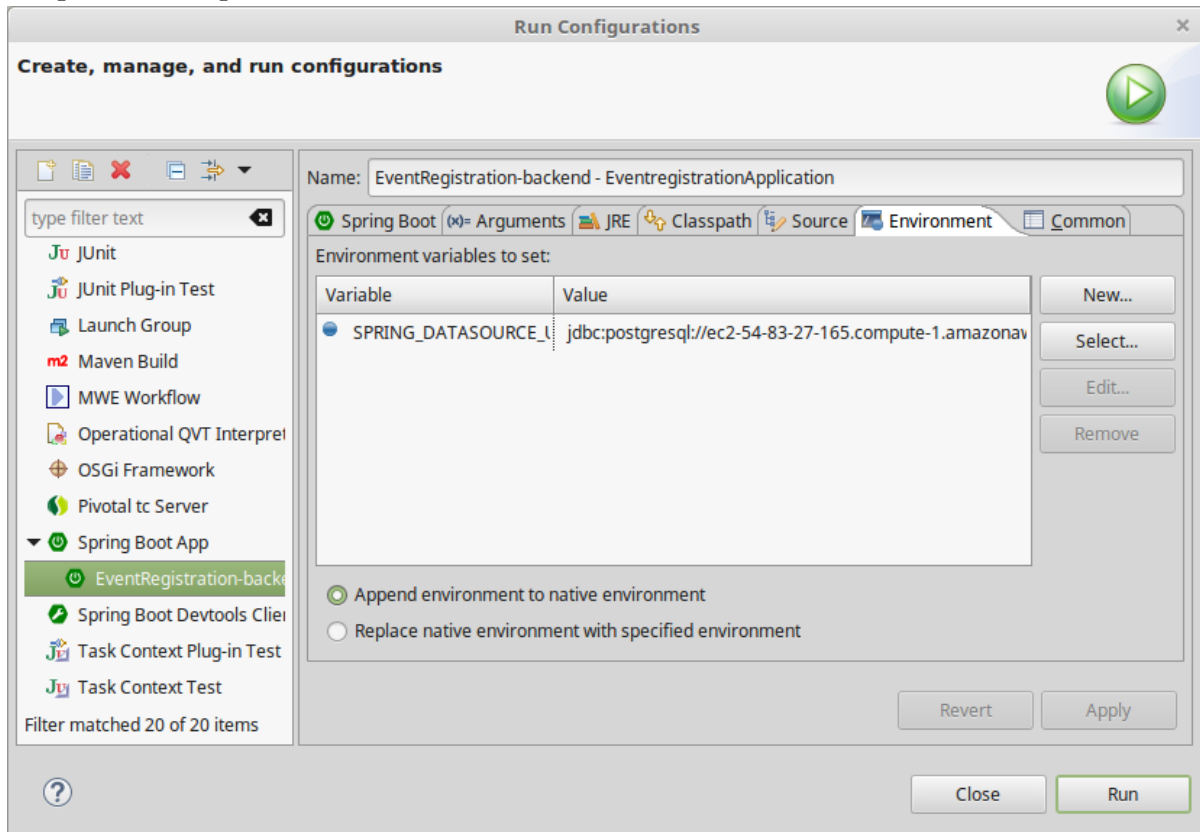 Run Configurations
Create, manage, and run configurations
type filter text
JUnit
JUnit Plug-in Test
Launch Group
m2 Maven Build
MWE Workflow
Operational QVT Interpret
OSGi Framework
Pivotal tc Server
Spring Boot App
EventRegistration-backe
Spring Boot Devtools Clie
Task Context Plug-in Test
Task Context Test
Filter matched 20 of 20 items
Name: EventRegistration-backend - EventregistrationApplication
Spring Boot (x)= Arguments JRE Classpath Source Environment Common
Environment variables to set:
Variable Value
SPRING_DATASOURCE_U jdbc:postgresql://ec2-54-83-27-165.compute-1.amazonaw
New...
Select...
Edit...
Remove
Append environment to native environment
Replace native environment with specified environment
Revert Apply
Close Run